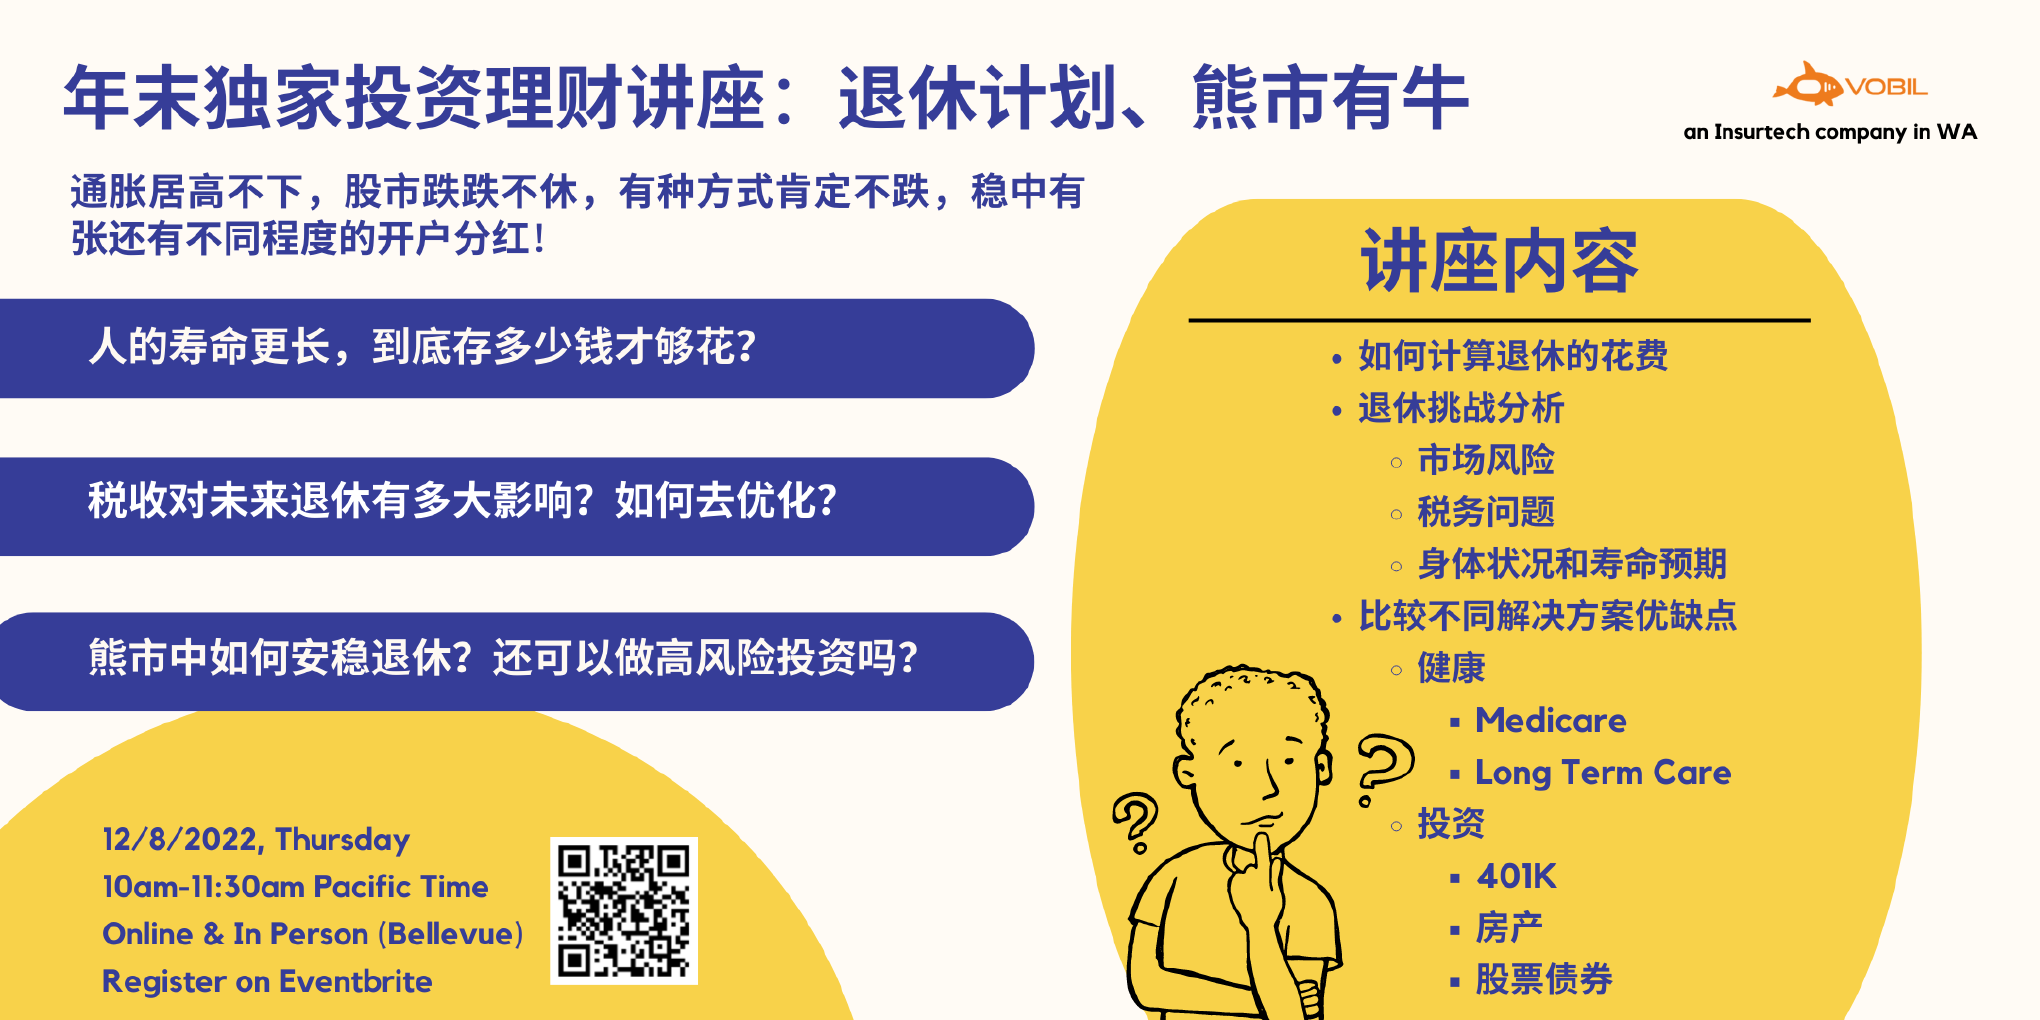 年末独家投资理财讲座：退休计划、熊市有牛
VOBIL
an Insurtech company in WA
通胀居高不下，股市跌跌不休，有种方式肯定不跌，稳中有
张还有不同程度的开户分红！
人的寿命更长，到底存多少钱才够花？
税收对未来退休有多大影响？如何去优化？
熊市中如何安稳退休？还可以做高风险投资吗？
12/8/2022, Thursday
10am-11:30am Pacific Time
Online & In Person (Bellevue)
Register on Eventbrite
讲座内容
• 如何计算退休的花费
• 退休挑战分析
○ 市场风险
○ 税务问题
○ 身体状况和寿命预期
• 比较不同解决方案优缺点
○ 健康
▪ Medicare
▪ Long Term Care
○ 投资
▪ 401K
▪ 房产
▪ 股票债券
? ?